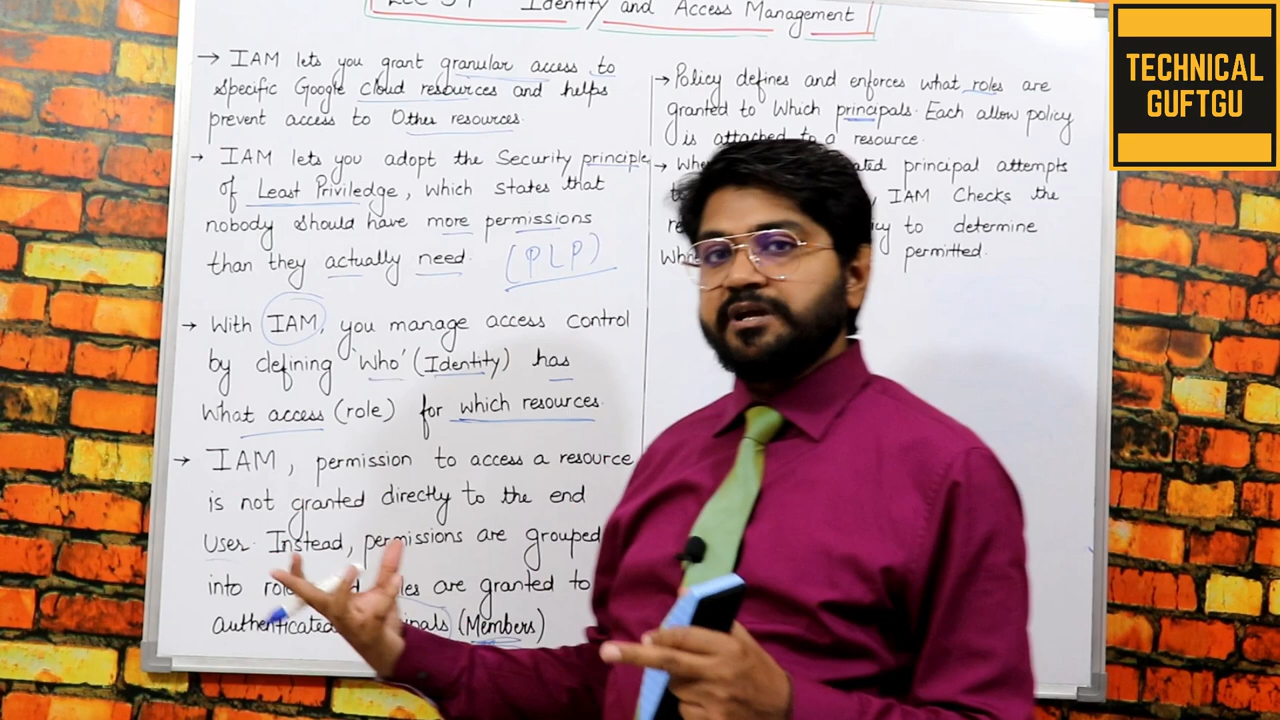 Identity and Access Management
→ IAM lets you grant granular access to
specific Google Cloud resources and helps
prevent access to Other resources.
→ IAM lets you adopt the Security principle
of Least Priviledge, which states that
nobody should have more permissions
than they actually need. (PLP)
→ With IAM, you manage access control
by defining 'Who' (Identity) has
What access (role) for which resources.
→ IAM, permission to access a resource
is not granted directly to the end
User. Instead, permissions are grouped
into are granted to
authenticated (Members)
→ Policy defines and enforces what roles are
granted to Which principals. Each allow policy
is attached to a resource.
→ principal attempts
, IAM Checks the
to determine
permitted.
TECHNICAL
GUFTGU